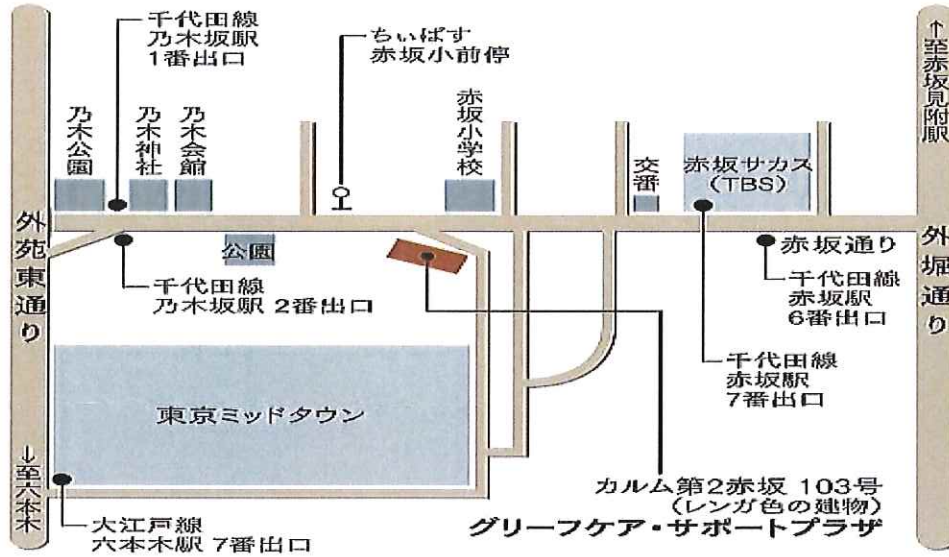 千代田線
乃木坂駅
1番出口
ちぃばす
赤坂小前停
↑至赤坂見附駅
乃木公園
乃木神社
乃木会館
赤坂小学校
交番
赤坂サカス
(TBS)
外苑東通り
公園
赤坂通り
外堀通り
千代田線
乃木坂駅 2番出口
千代田線
赤坂駅
6番出口
千代田線
赤坂駅
7番出口
東京ミッドタウン
↓至六本木
カルム第2赤坂 103号
(レンガ色の建物)
グリーフケア・サポートプラザ
大江戸線
六本木駅 7番出口